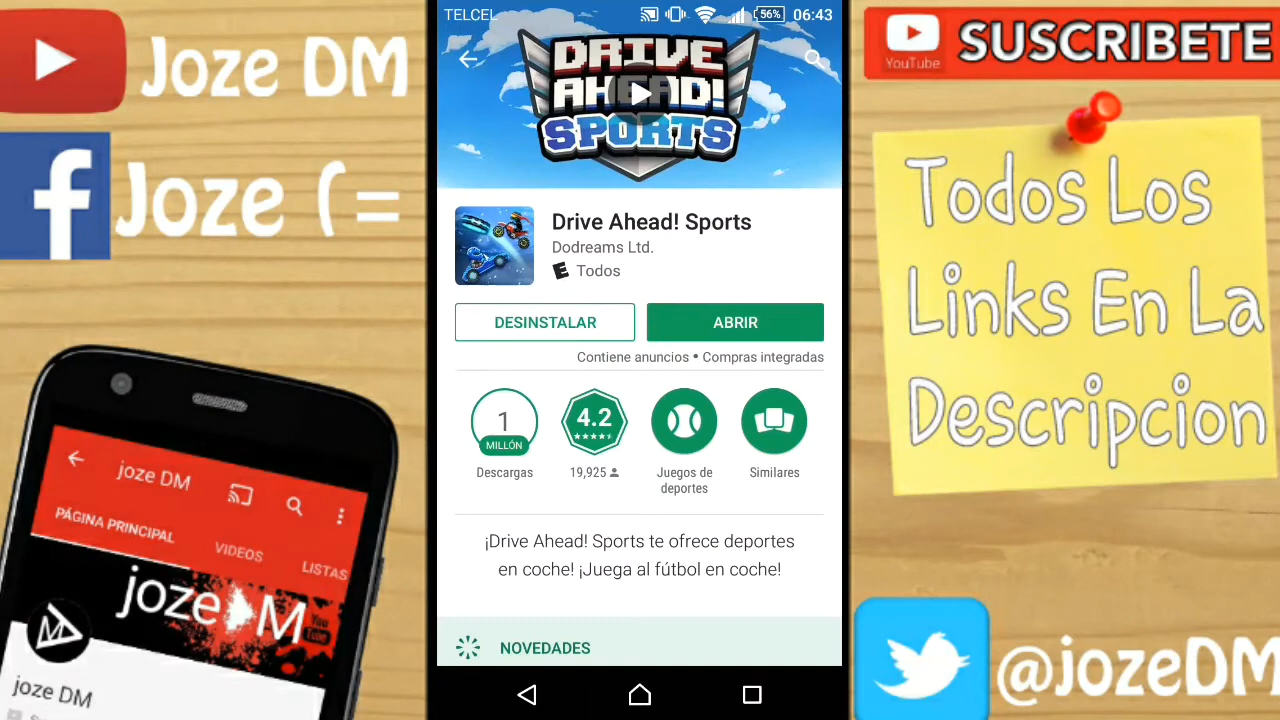 Joze DM
Joze (=
joze DM
PÁGINA PRINCIPAL
VIDEOS
LISTAS
joze DM
You
joze DM
TELCEL
56%
06:43
DRIVE
AHEAD!
SPORTS
Drive Ahead! Sports
Dodreams Ltd.
E Todos
DESINSTALAR
ABRIR
Contiene anuncios • Compras integradas
1
MILLÓN
Descargas
4.2
19,925
Juegos de
deportes
Similares
¡Drive Ahead! Sports te ofrece deportes
en coche! ¡Juega al fútbol en coche!
NOVEDADES
YouTube
SUSCRIBETE
Todos Los
Links En La
Descripcion
@jozeDM